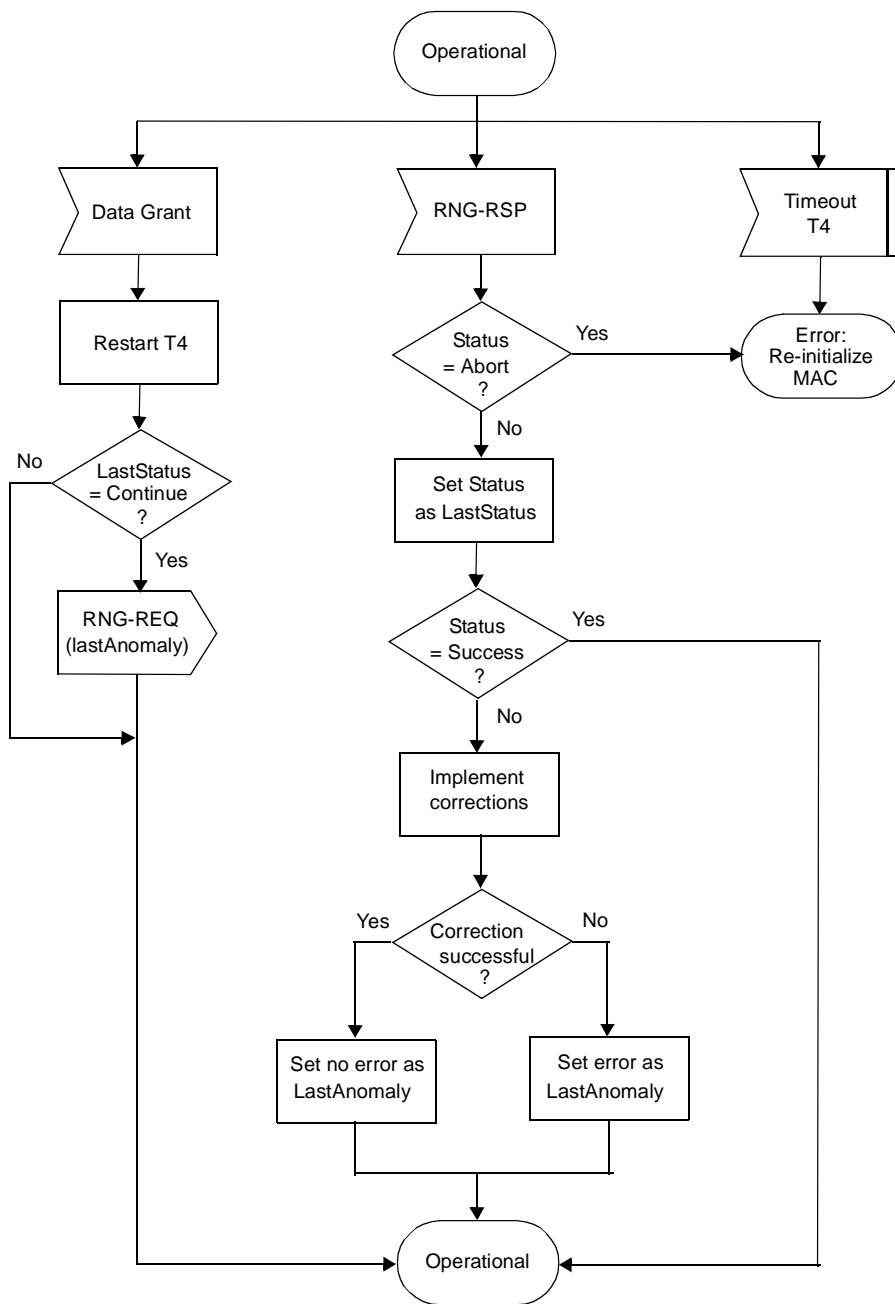 Operational
Data Grant
RNG-RSP
Timeout
T4
Restart T4
Status
= Abort
?
Yes
Error:
Re-initialize
MAC
No
No
LastStatus
= Continue
?
Set Status
as LastStatus
Yes
RNG-REQ
(lastAnomaly)
Status
= Success
?
Yes
No
Implement
corrections
Yes
No
Correction
successful
?
Set no error as
LastAnomaly
Set error as
LastAnomaly
Operational